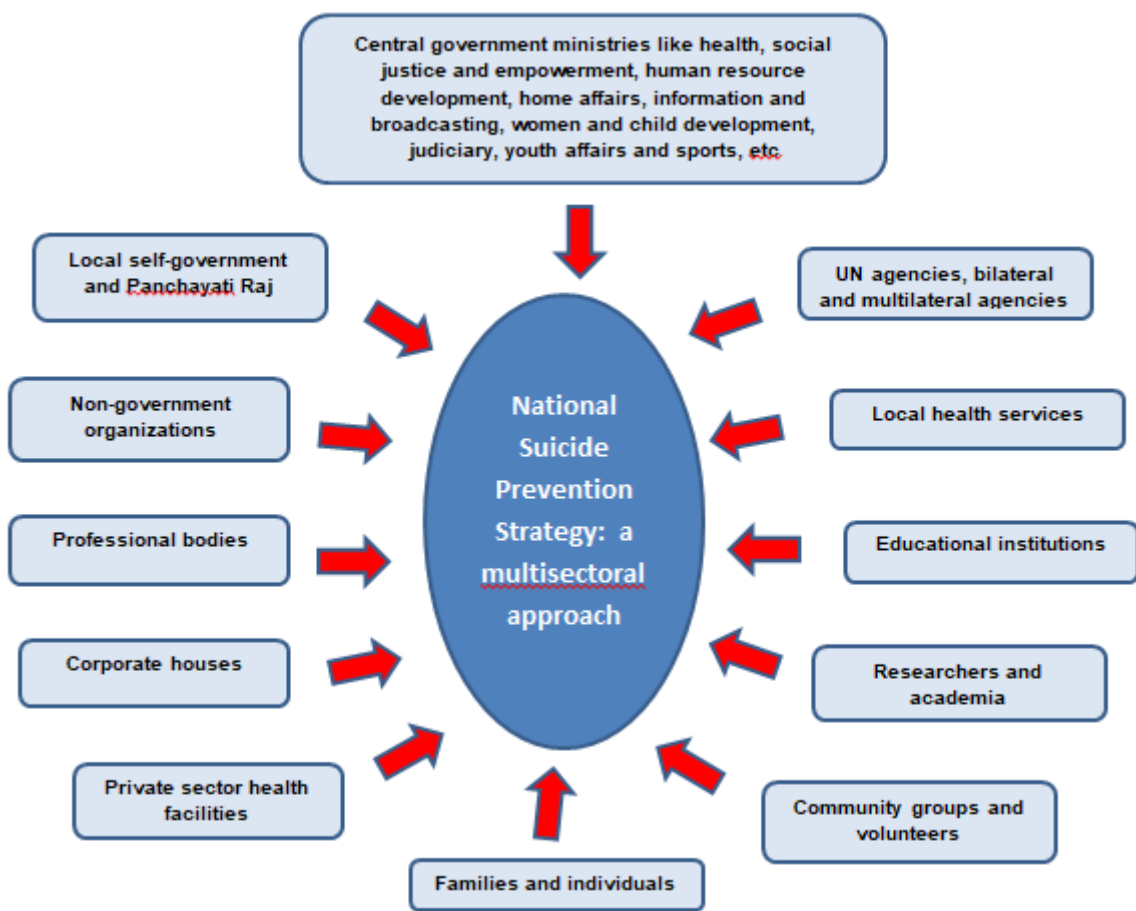 Central government ministries like health, social
justice and empowerment, human resource
development, home affairs, information and
broadcasting, women and child development,
judiciary, youth affairs and sports, etc
Local self-government
and Panchayati Raj
UN agencies, bilateral
and multilateral agencies
Non-government
organizations
Local health services
National
Suicide
Prevention
Strategy: a
multisectoral
approach
Professional bodies
Educational institutions
Corporate houses
Researchers and
academia
Private sector health
facilities
Community groups and
volunteers
Families and individuals